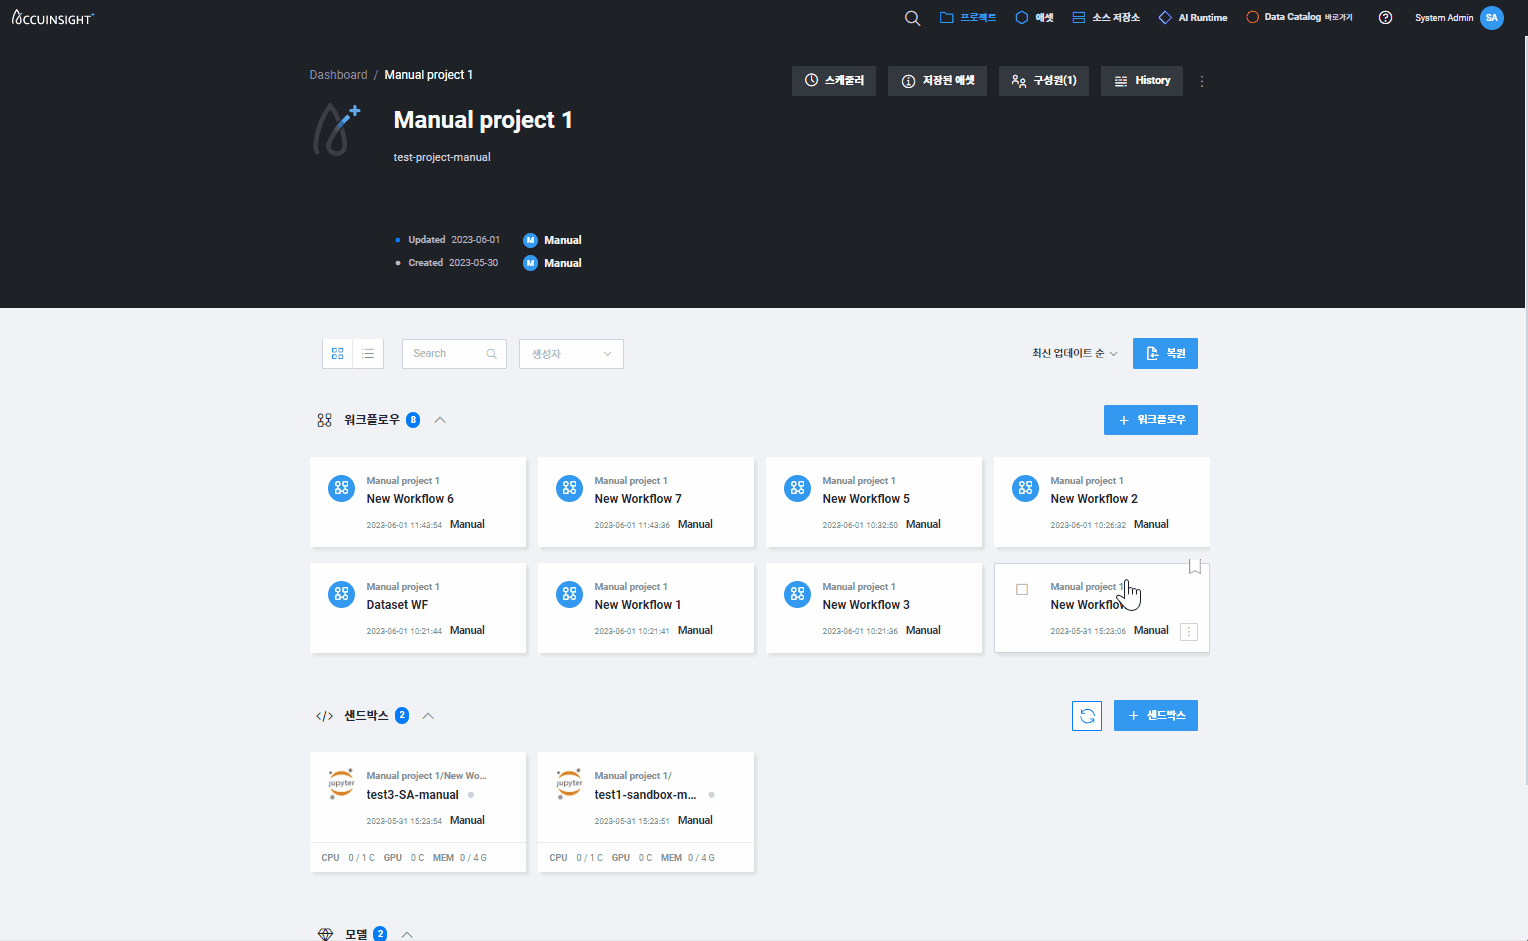 ACCUINSIGHT+
프로젝트
애셋
소스 저장소
AI Runtime
Data Catalog 바로가기
System Admin
SA
Dashboard / Manual project 1
스케줄러
저장된 애셋
구성원(1)
History
Manual project 1
test-project-manual
Updated 2023-06-01 M Manual
Created 2023-05-30 M Manual
Search
생성자
최신 업데이트 순
복원
워크플로우 8
+ 워크플로우
Manual project 1
New Workflow 6
2023-06-01 11:43:54 Manual
Manual project 1
New Workflow 7
2023-06-01 11:43:36 Manual
Manual project 1
New Workflow 5
2023-06-01 10:32:50 Manual
Manual project 1
New Workflow 2
2023-06-01 10:26:32 Manual
Manual project 1
Dataset WF
2023-06-01 10:21:44 Manual
Manual project 1
New Workflow 1
2023-06-01 10:21:41 Manual
Manual project 1
New Workflow 3
2023-06-01 10:21:36 Manual
Manual project 1
New
2023-05-31 15:23:06 Manual
</> 샌드박스 2
+ 샌드박스
jupyter
Manual project 1/New Wo...
test3-SA-manual
2023-05-31 15:23:54 Manual
CPU 0 / 1 C GPU 0 C MEM 0 / 4 G
jupyter
Manual project 1/
test1-sandbox-m...
2023-05-31 15:23:51 Manual
CPU 0 / 1 C GPU 0 C MEM 0 / 4 G
모델 2